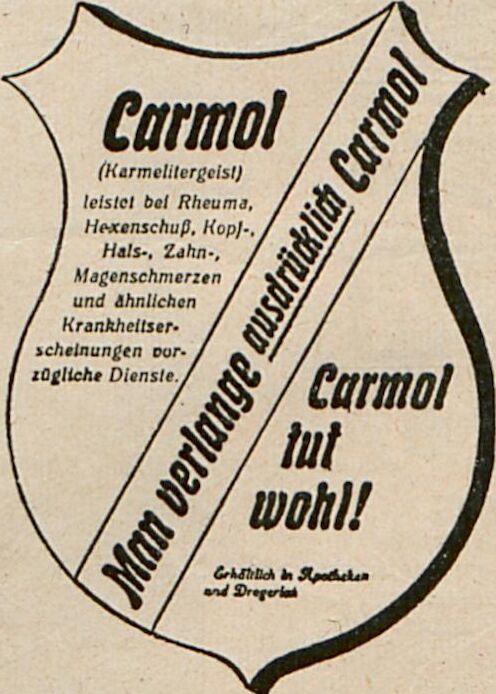 Carmol
(Karmelitergeist)
leistet bei Rheuma,
Hexenschuß, Kopf-,
Hals-, Zahn-,
Magenschmerzen
und ähnlichen
Krankheitser-
scheinungen vor-
zügliche Dienste.
Man verlange ausdrücklich Carmol
Carmol
tut
wohl!
Erhältlich in Apotheken
und Drogerien